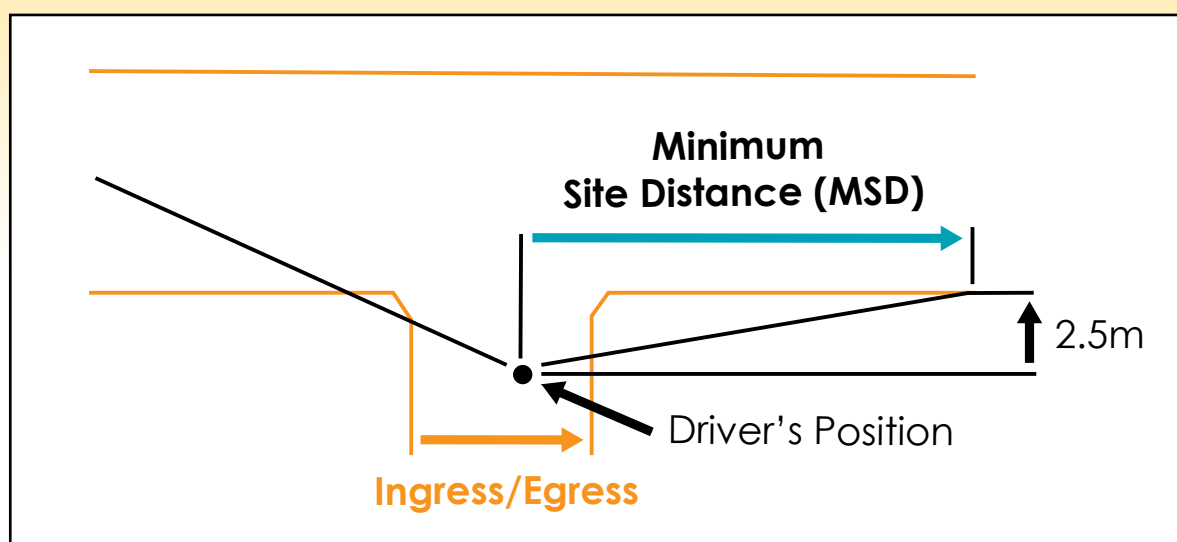 Minimum
Site Distance (MSD)
2.5m
Driver’s Position
Ingress/Egress